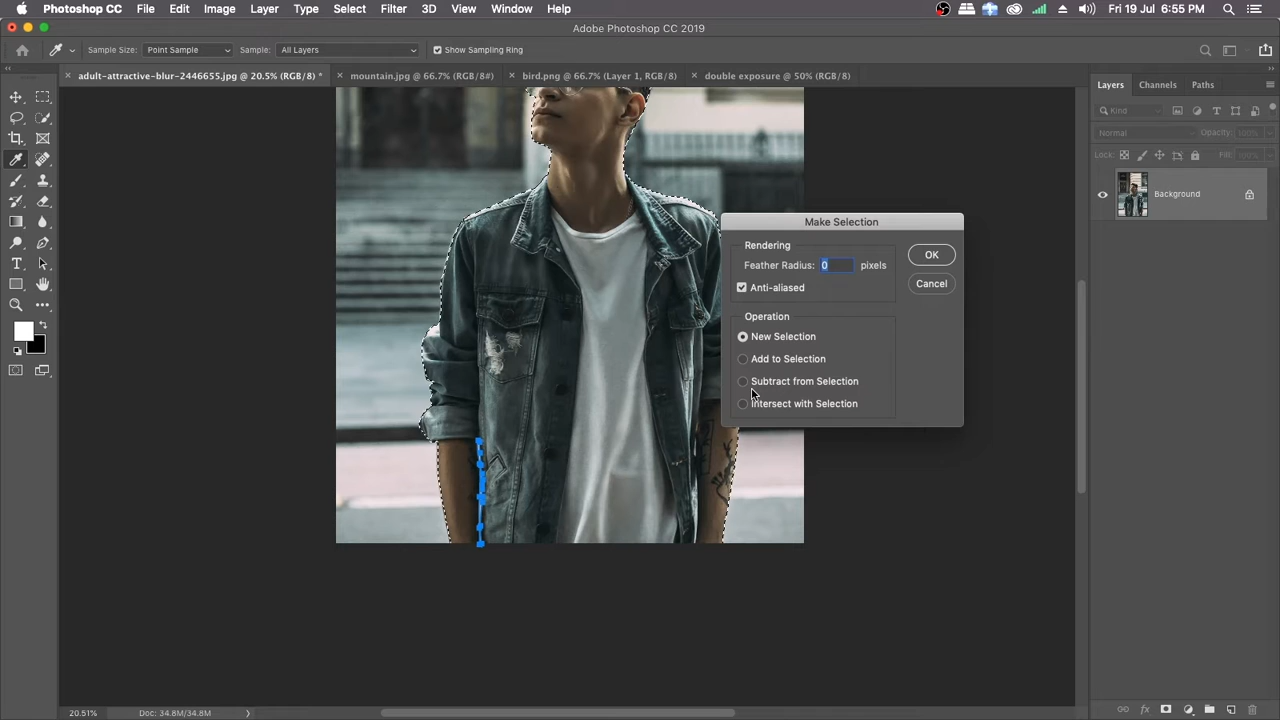 Photoshop CC File Edit Image Layer Type Select Filter 3D View Window Help Fri 19 Jul 6:55 PM
Adobe Photoshop CC 2019
Sample Size: Point Sample Sample: All Layers Show Sampling Ring
adult-attractive-blur-2446655.jpg @ 20.5% (RGB/8) * mountain.jpg @ 66.7% (RGB/8#) bird.png @ 66.7% (Layer 1, RGB/8) double exposure @ 50% (RGB/8)
Layers Channels Paths
Kind
Normal Opacity: 100%
Lock: Fill: 100%
Background
Make Selection
Rendering
Feather Radius: 0 pixels
Anti-aliased
OK
Cancel
Operation
New Selection
Add to Selection
Subtract from Selection
Intersect with Selection
20.51% Doc: 34.8M/34.8M